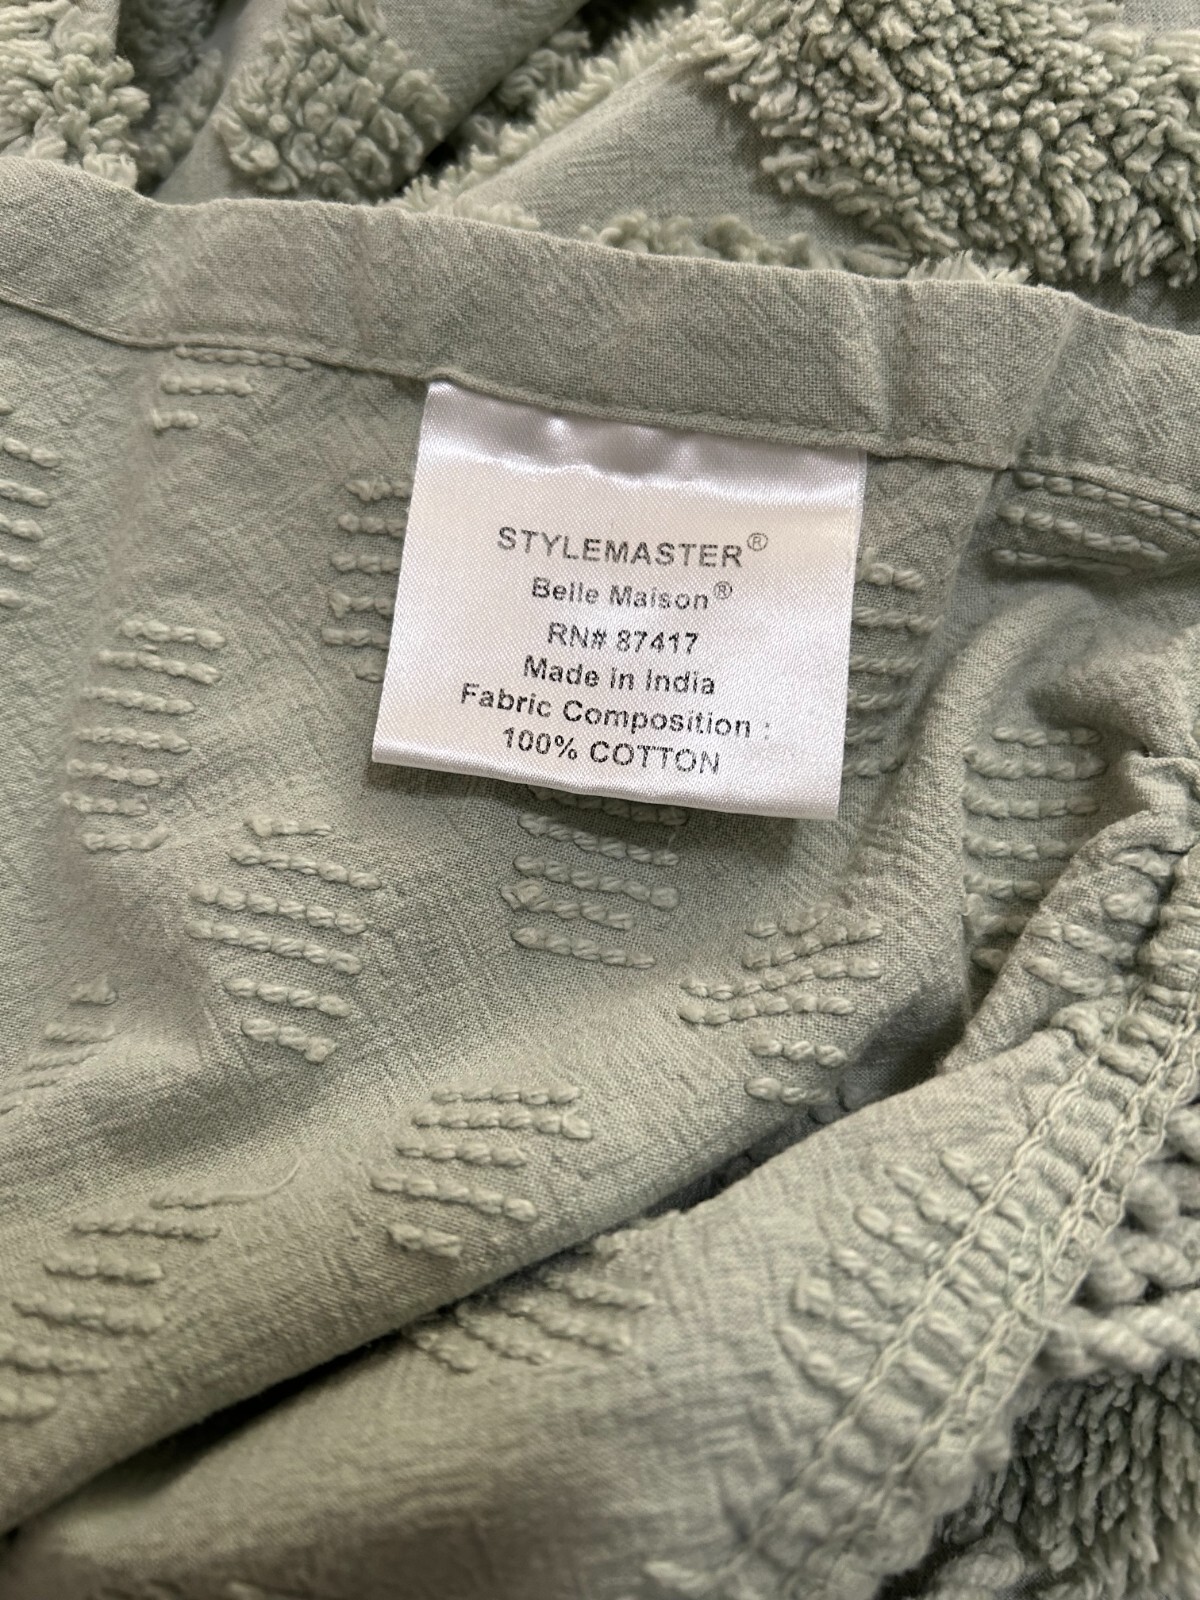 STYLEMASTER®
Belle Maison®
RN# 87417
Made in India
Fabric Composition :
100% COTTON